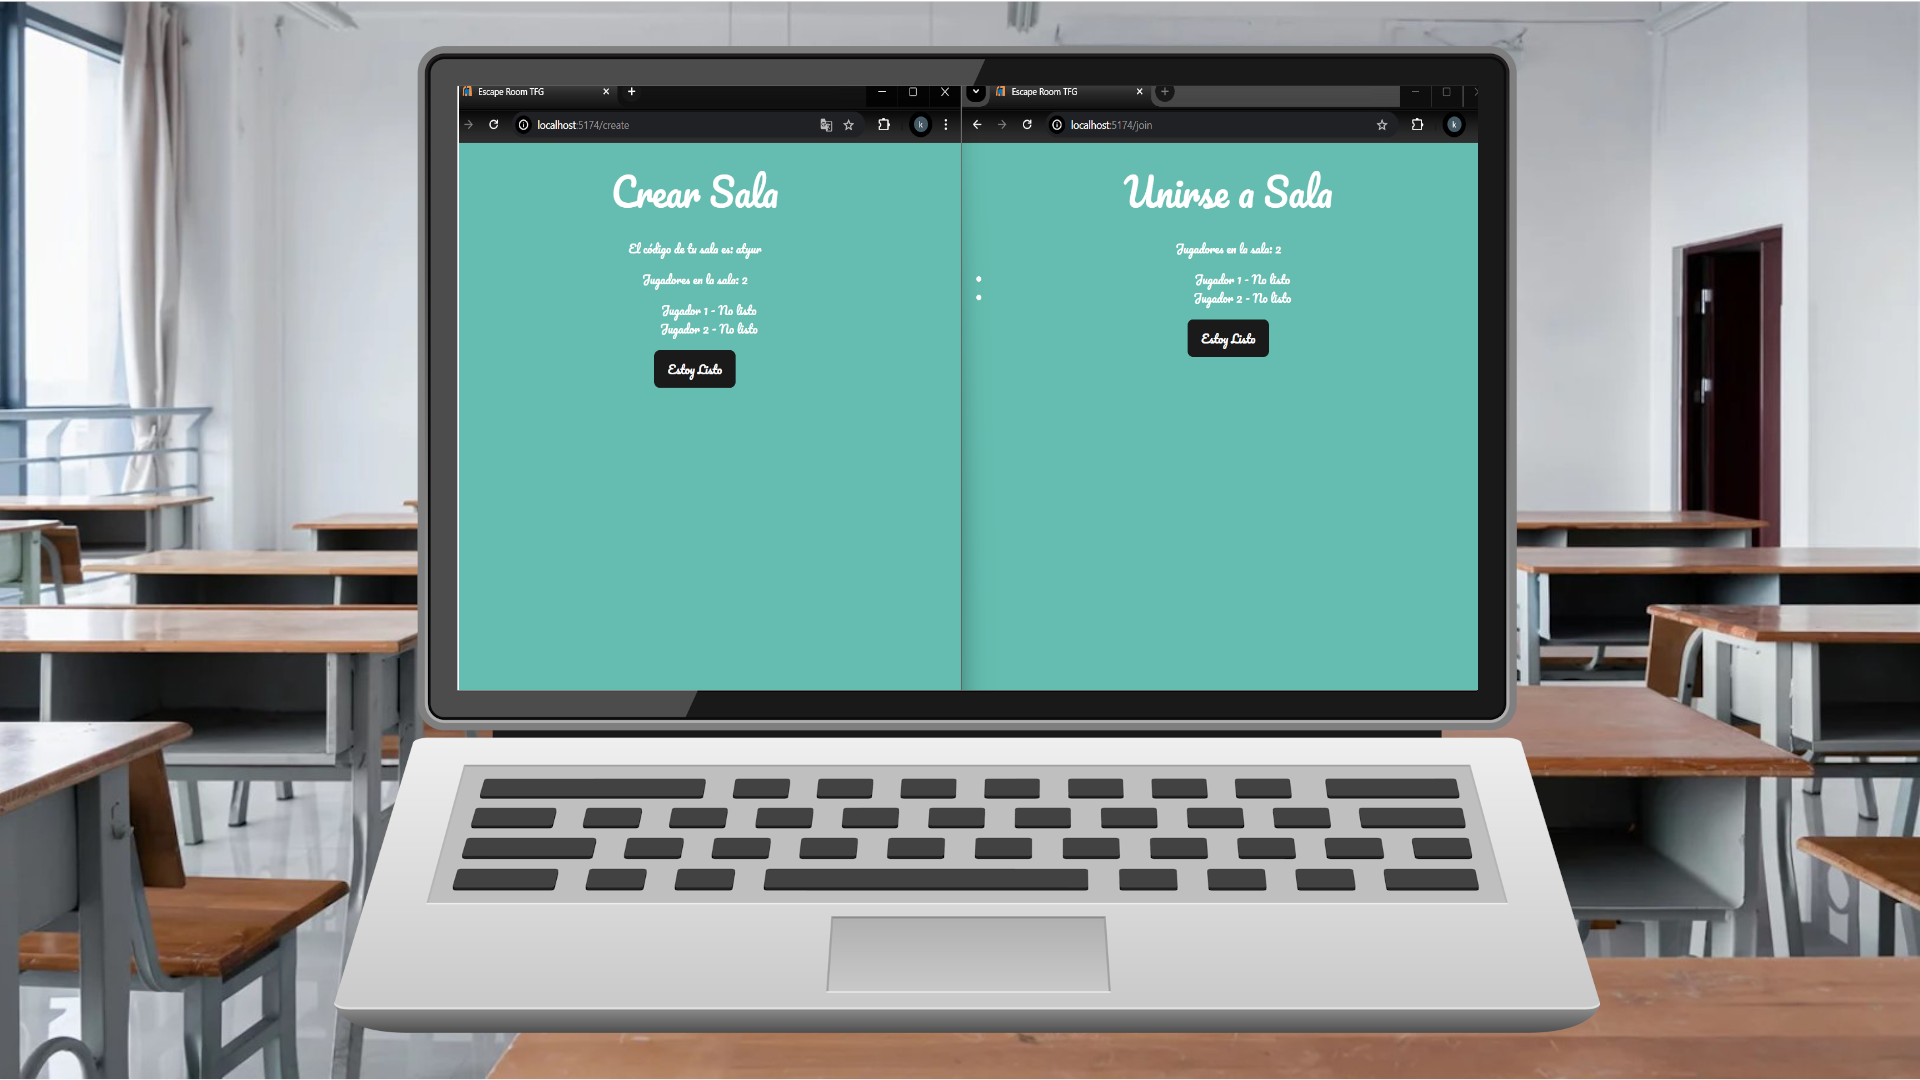 Escape Room TFG
localhost:5174/create
k
Crear Sala
El código de tu sala es: atyur
Jugadores en la sala: 2
Jugador 1 - No listo
Jugador 2 - No listo
Estoy Listo
Escape Room TFG
localhost:5174/join
k
Unirse a Sala
Jugadores en la sala: 2
Jugador 1 - No listo
Jugador 2 - No listo
Estoy Listo